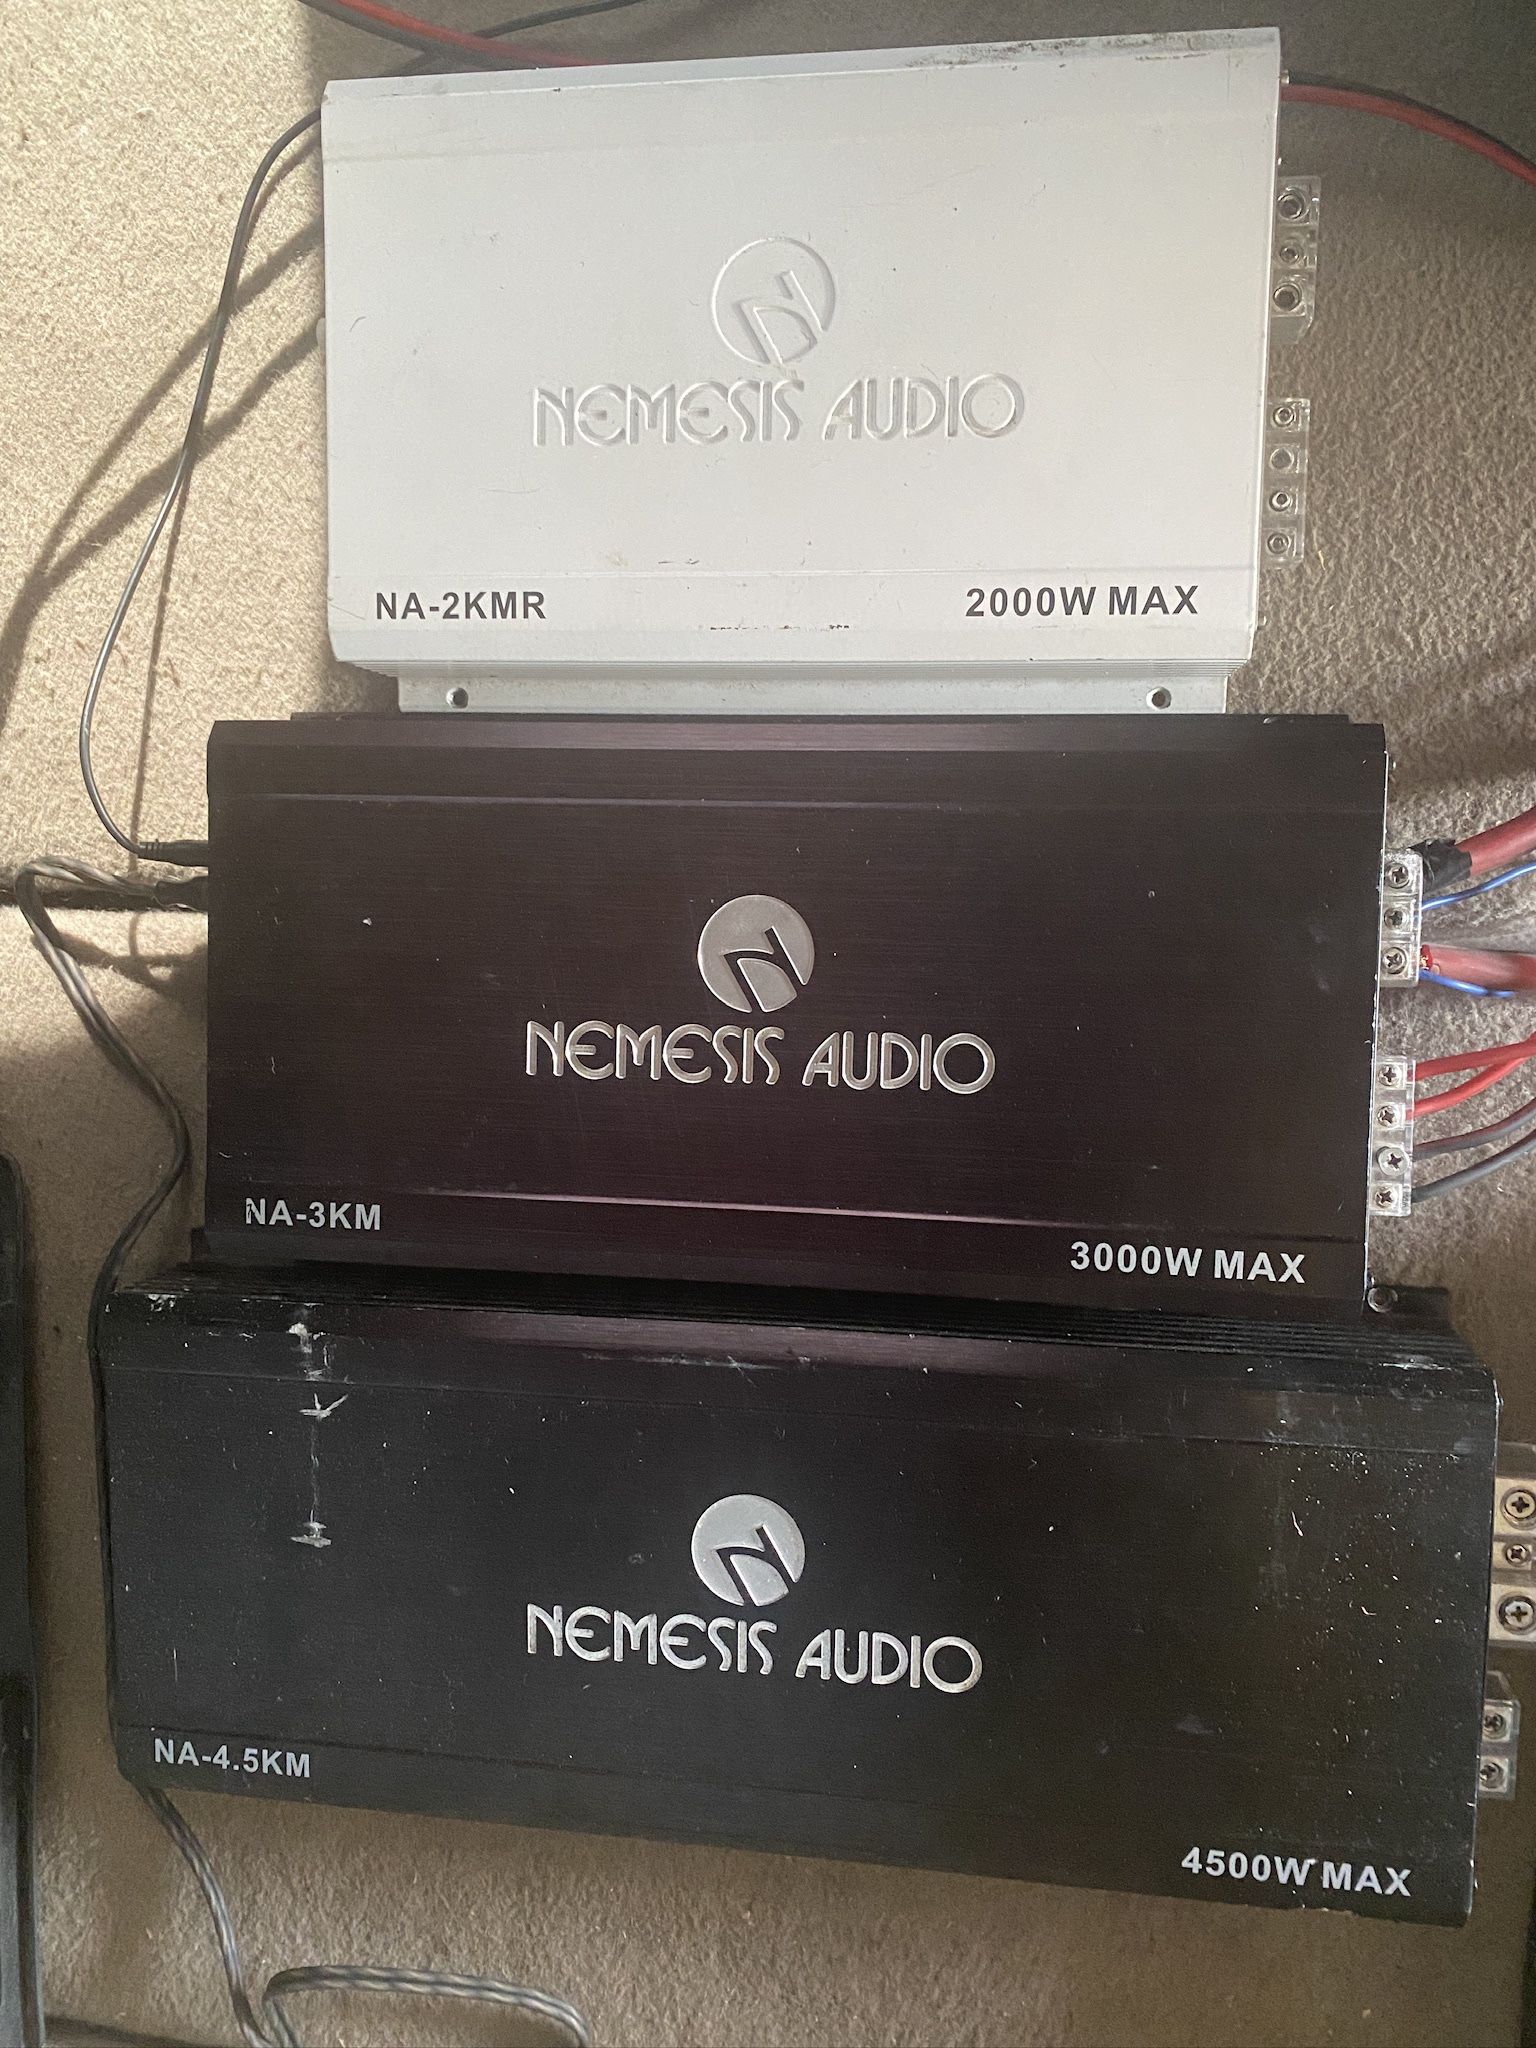 NEMESIS AUDIO
NA-2KMR
2000W MAX
NEMESIS AUDIO
NA-3KM
3000W MAX
NEMESIS AUDIO
NA-4.5KM
4500W MAX